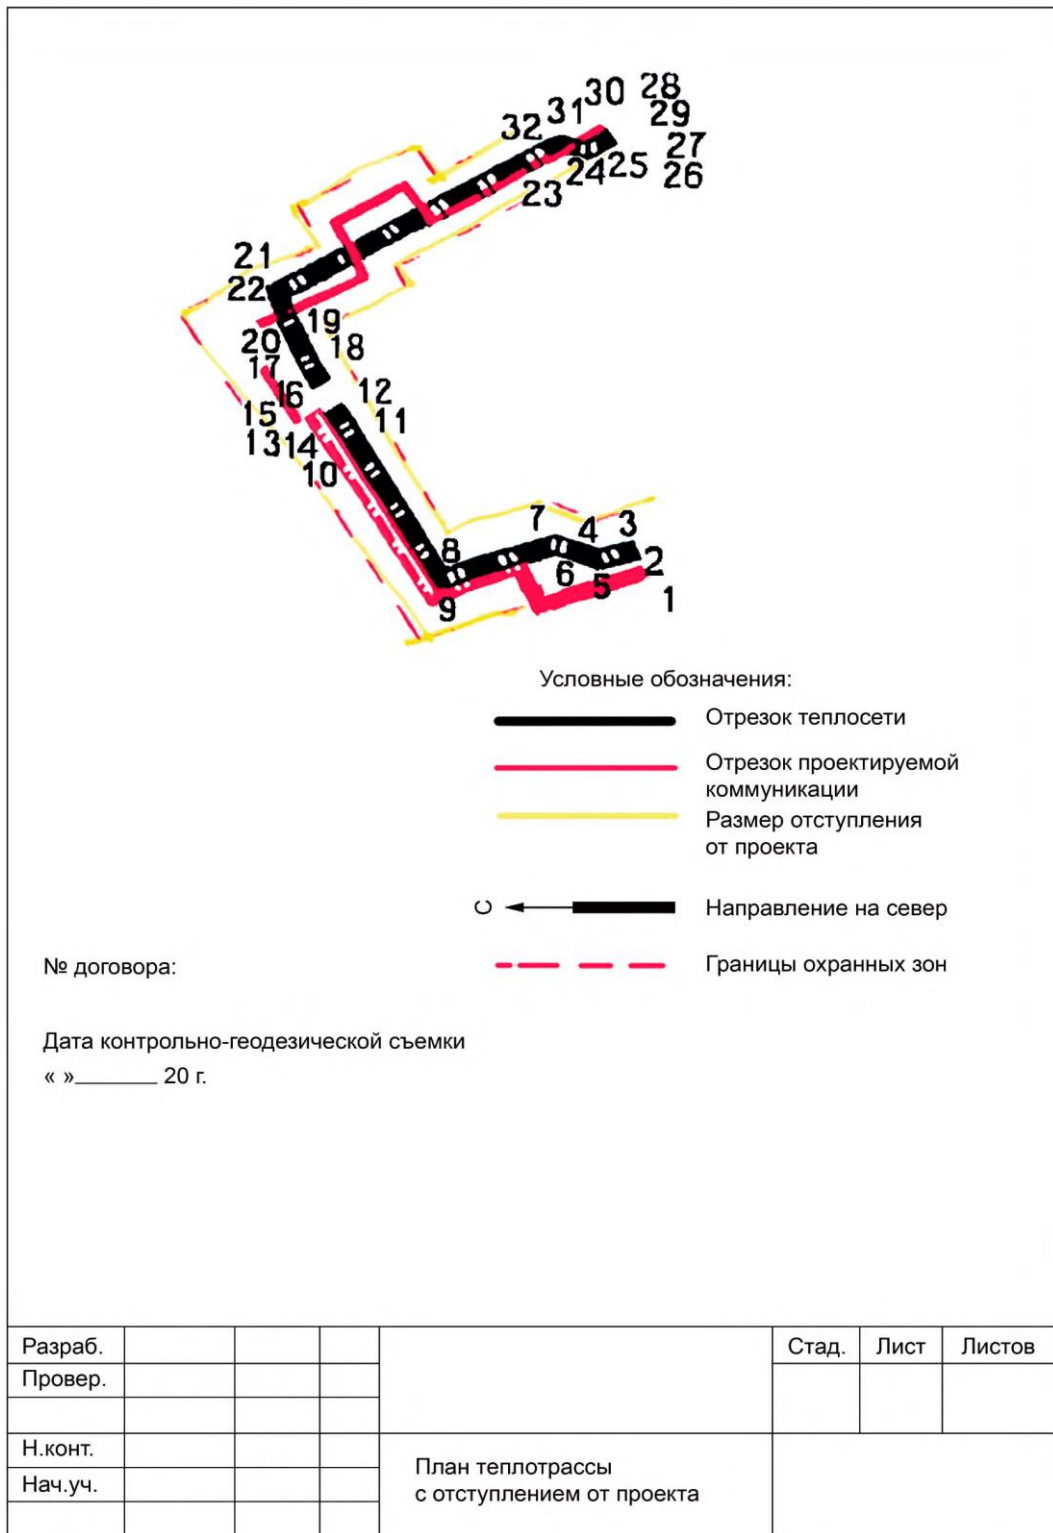 28
30
31
29
32
27
24
25
26
23
21
22
19
20
18
17
16
12
15
11
13
14
10
7
4
3
8
6
2
5
9
1
Условные обозначения:
Отрезок теплосети
Отрезок проектируемой
коммуникации
Размер отступления
от проекта
С
Направление на север
Границы охранных зон
№ договора:
Дата контрольно-геодезической съемки
« »_______ 20 г.
Разраб.
Стад.
Лист
Листов
Провер.
Н.конт.
Нач.уч.
План теплотрассы
с отступлением от проекта